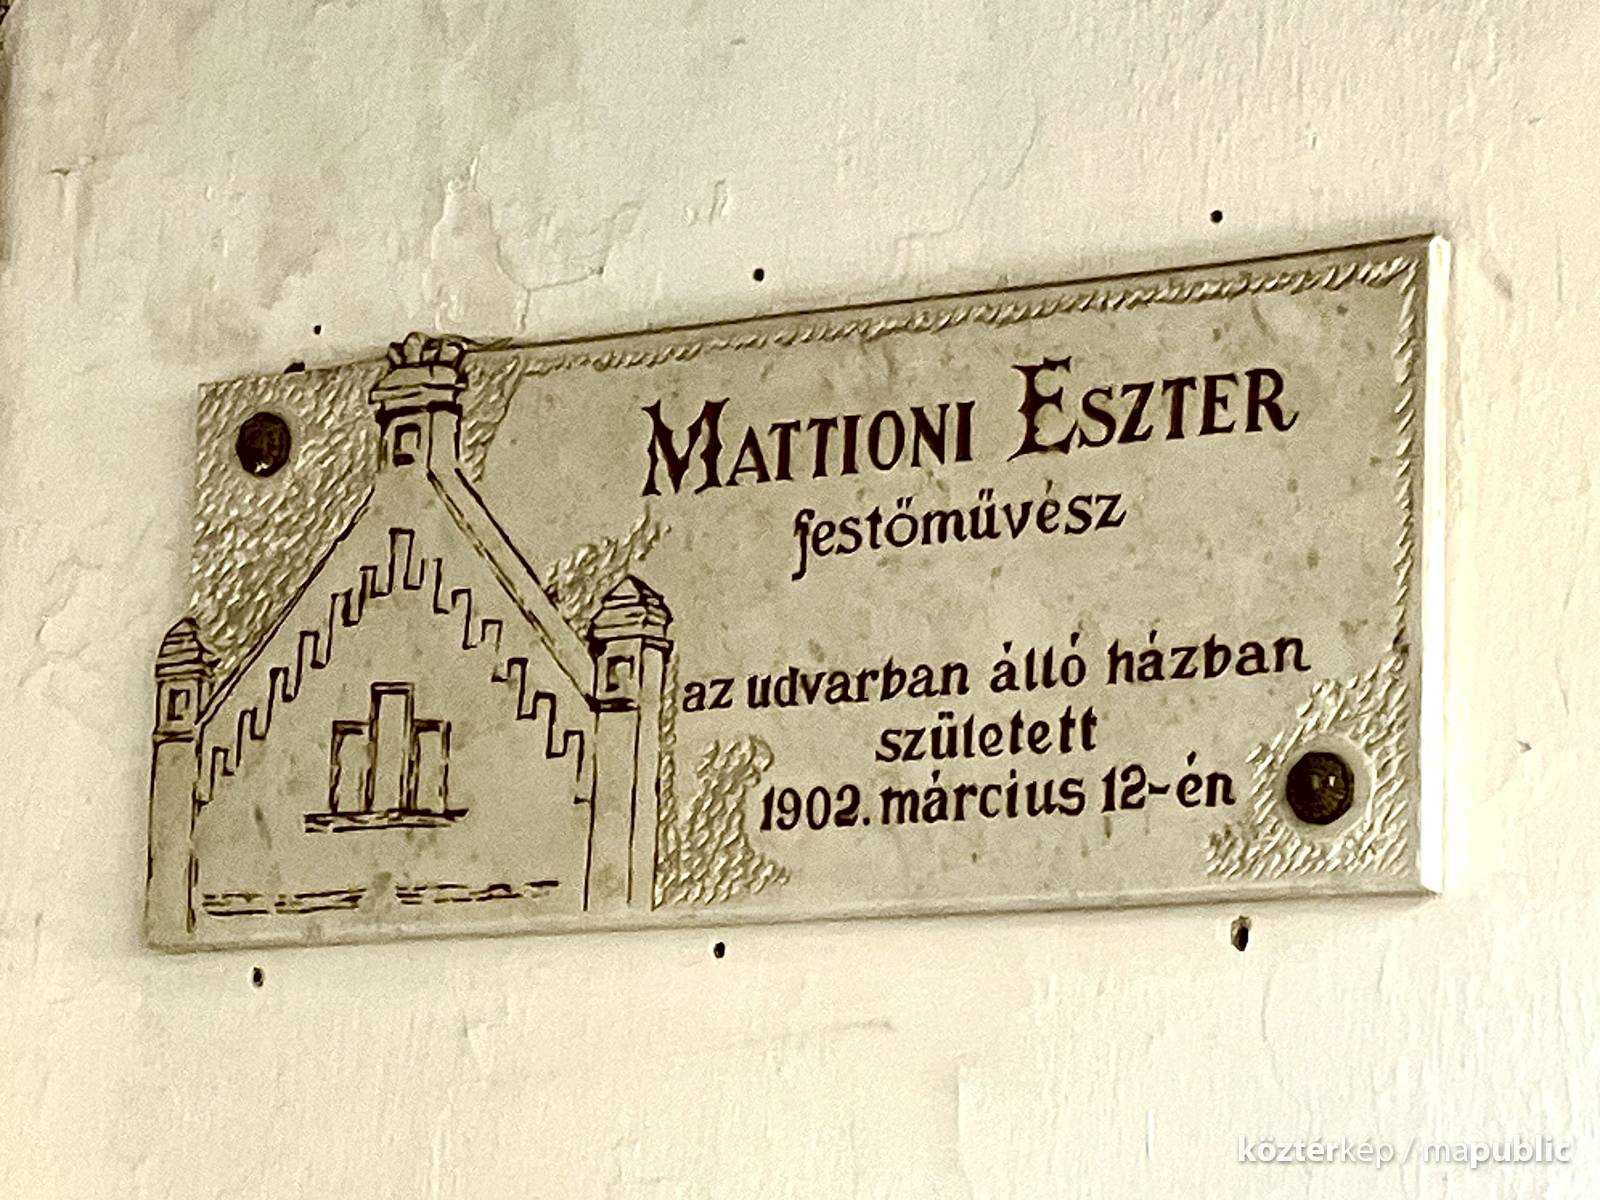 MATTIONI ESZTER
festőművész
az udvarban álló házban
született
1902. március 12-én
köztérkép / mapublic